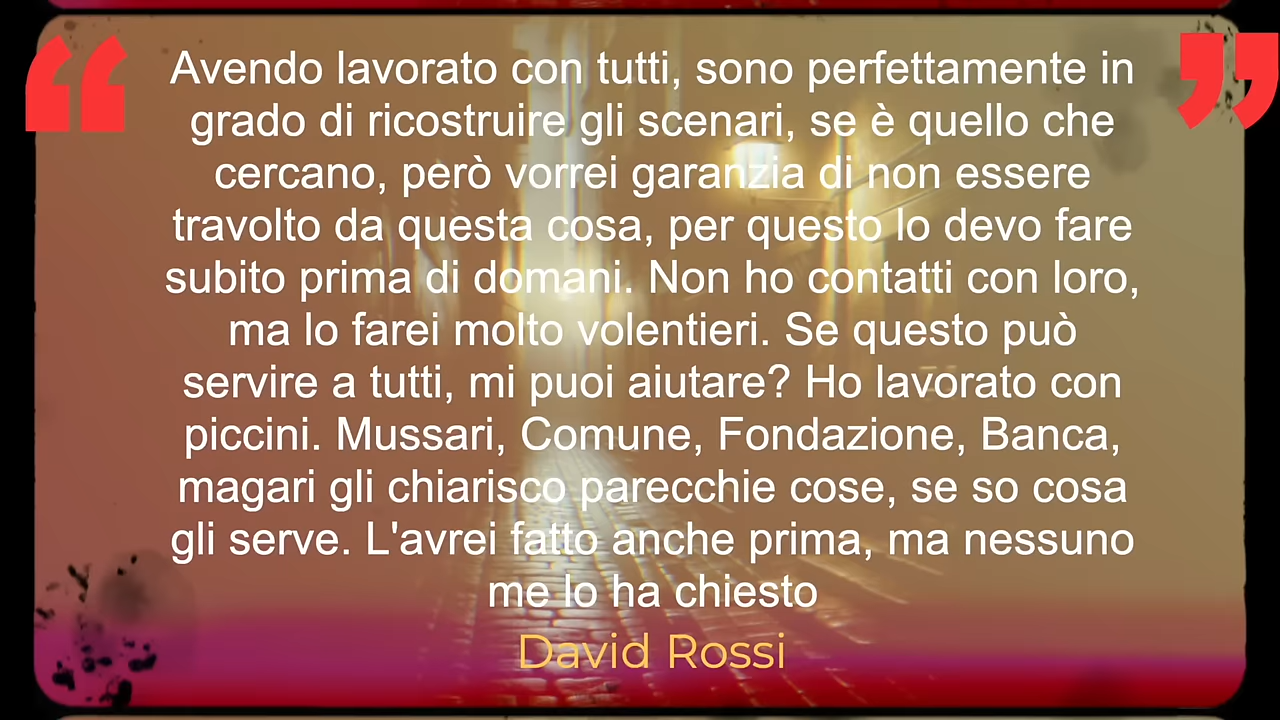 “ ”
Avendo lavorato con tutti, sono perfettamente in
grado di ricostruire gli scenari, se è quello che
cercano, però vorrei garanzia di non essere
travolto da questa cosa, per questo lo devo fare
subito prima di domani. Non ho contatti con loro,
ma lo farei molto volentieri. Se questo può
servire a tutti, mi puoi aiutare? Ho lavorato con
piccini. Mussari, Comune, Fondazione, Banca,
magari gli chiarisco parecchie cose, se so cosa
gli serve. L'avrei fatto anche prima, ma nessuno
me lo ha chiesto
David Rossi